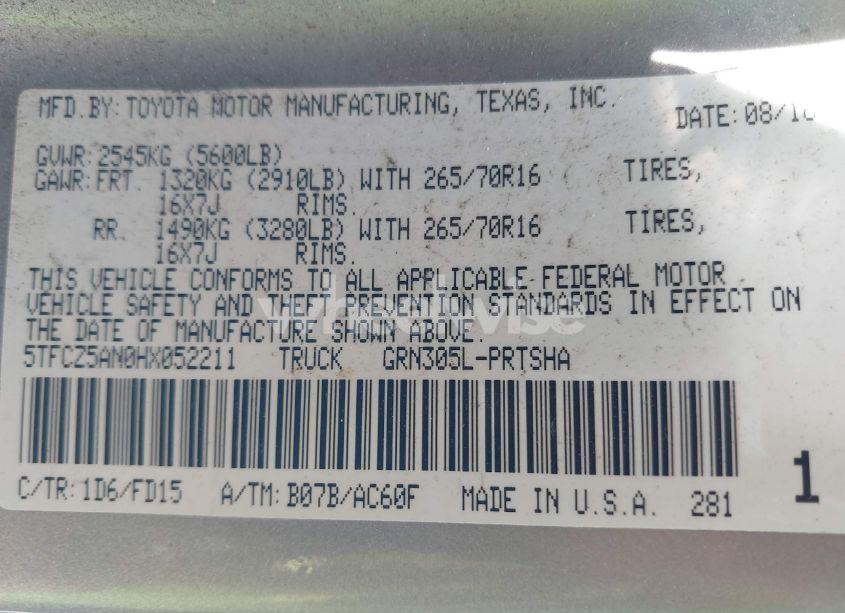 MFD.BY:TOYOTA MOTOR MANUFACTURING, TEXAS, INC. DATE:08/16
GVWR:2545KG (5600LB)
GAWR:FRT. 1320KG (2910LB) WITH 265/70R16 TIRES,
16X7J RIMS.
RR. 1490KG (3280LB) WITH 265/70R16 TIRES,
16X7J RIMS.
THIS VEHICLE CONFORMS TO ALL APPLICABLE FEDERAL MOTOR
VEHICLE SAFETY AND THEFT PREVENTION STANDARDS IN EFFECT ON
THE DATE OF MANUFACTURE SHOWN ABOVE.
5TFCZ5AN0HX052211 TRUCK GRN305L-PRTSHA
1
C/TR:1D6/FD15 A/TM:B07B/AC60F MADE IN U.S.A. 281